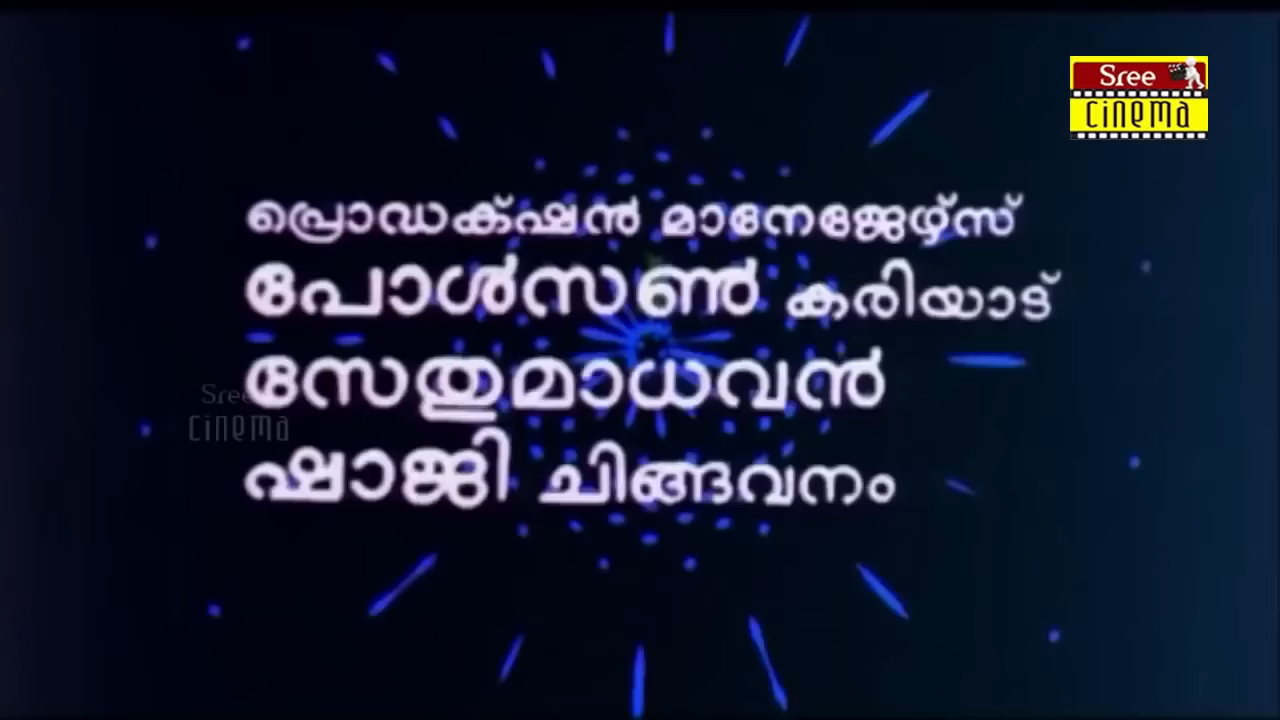 Sree
cinema
പ്രൊഡക്ഷൻ മാനേജേഴ്സ്
പോൾസൺ കരിയാട്
സേതുമാധവൻ
ഷാജി ചിങ്ങവനം
Sree
cinema